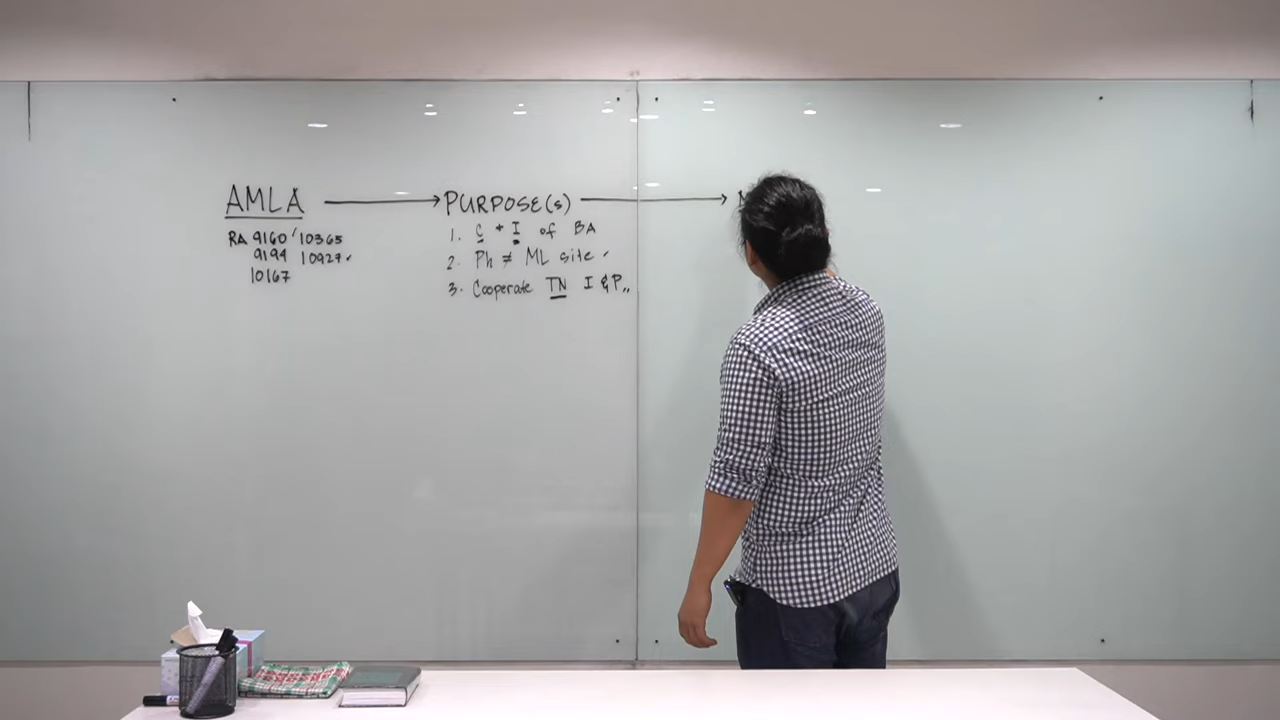 AMLA → PURPOSE(s) →
RA 9160 / 10365
9194 10927
10167
1. C + I of BA
2. Ph ≠ ML site
3. Cooperate TN I & P